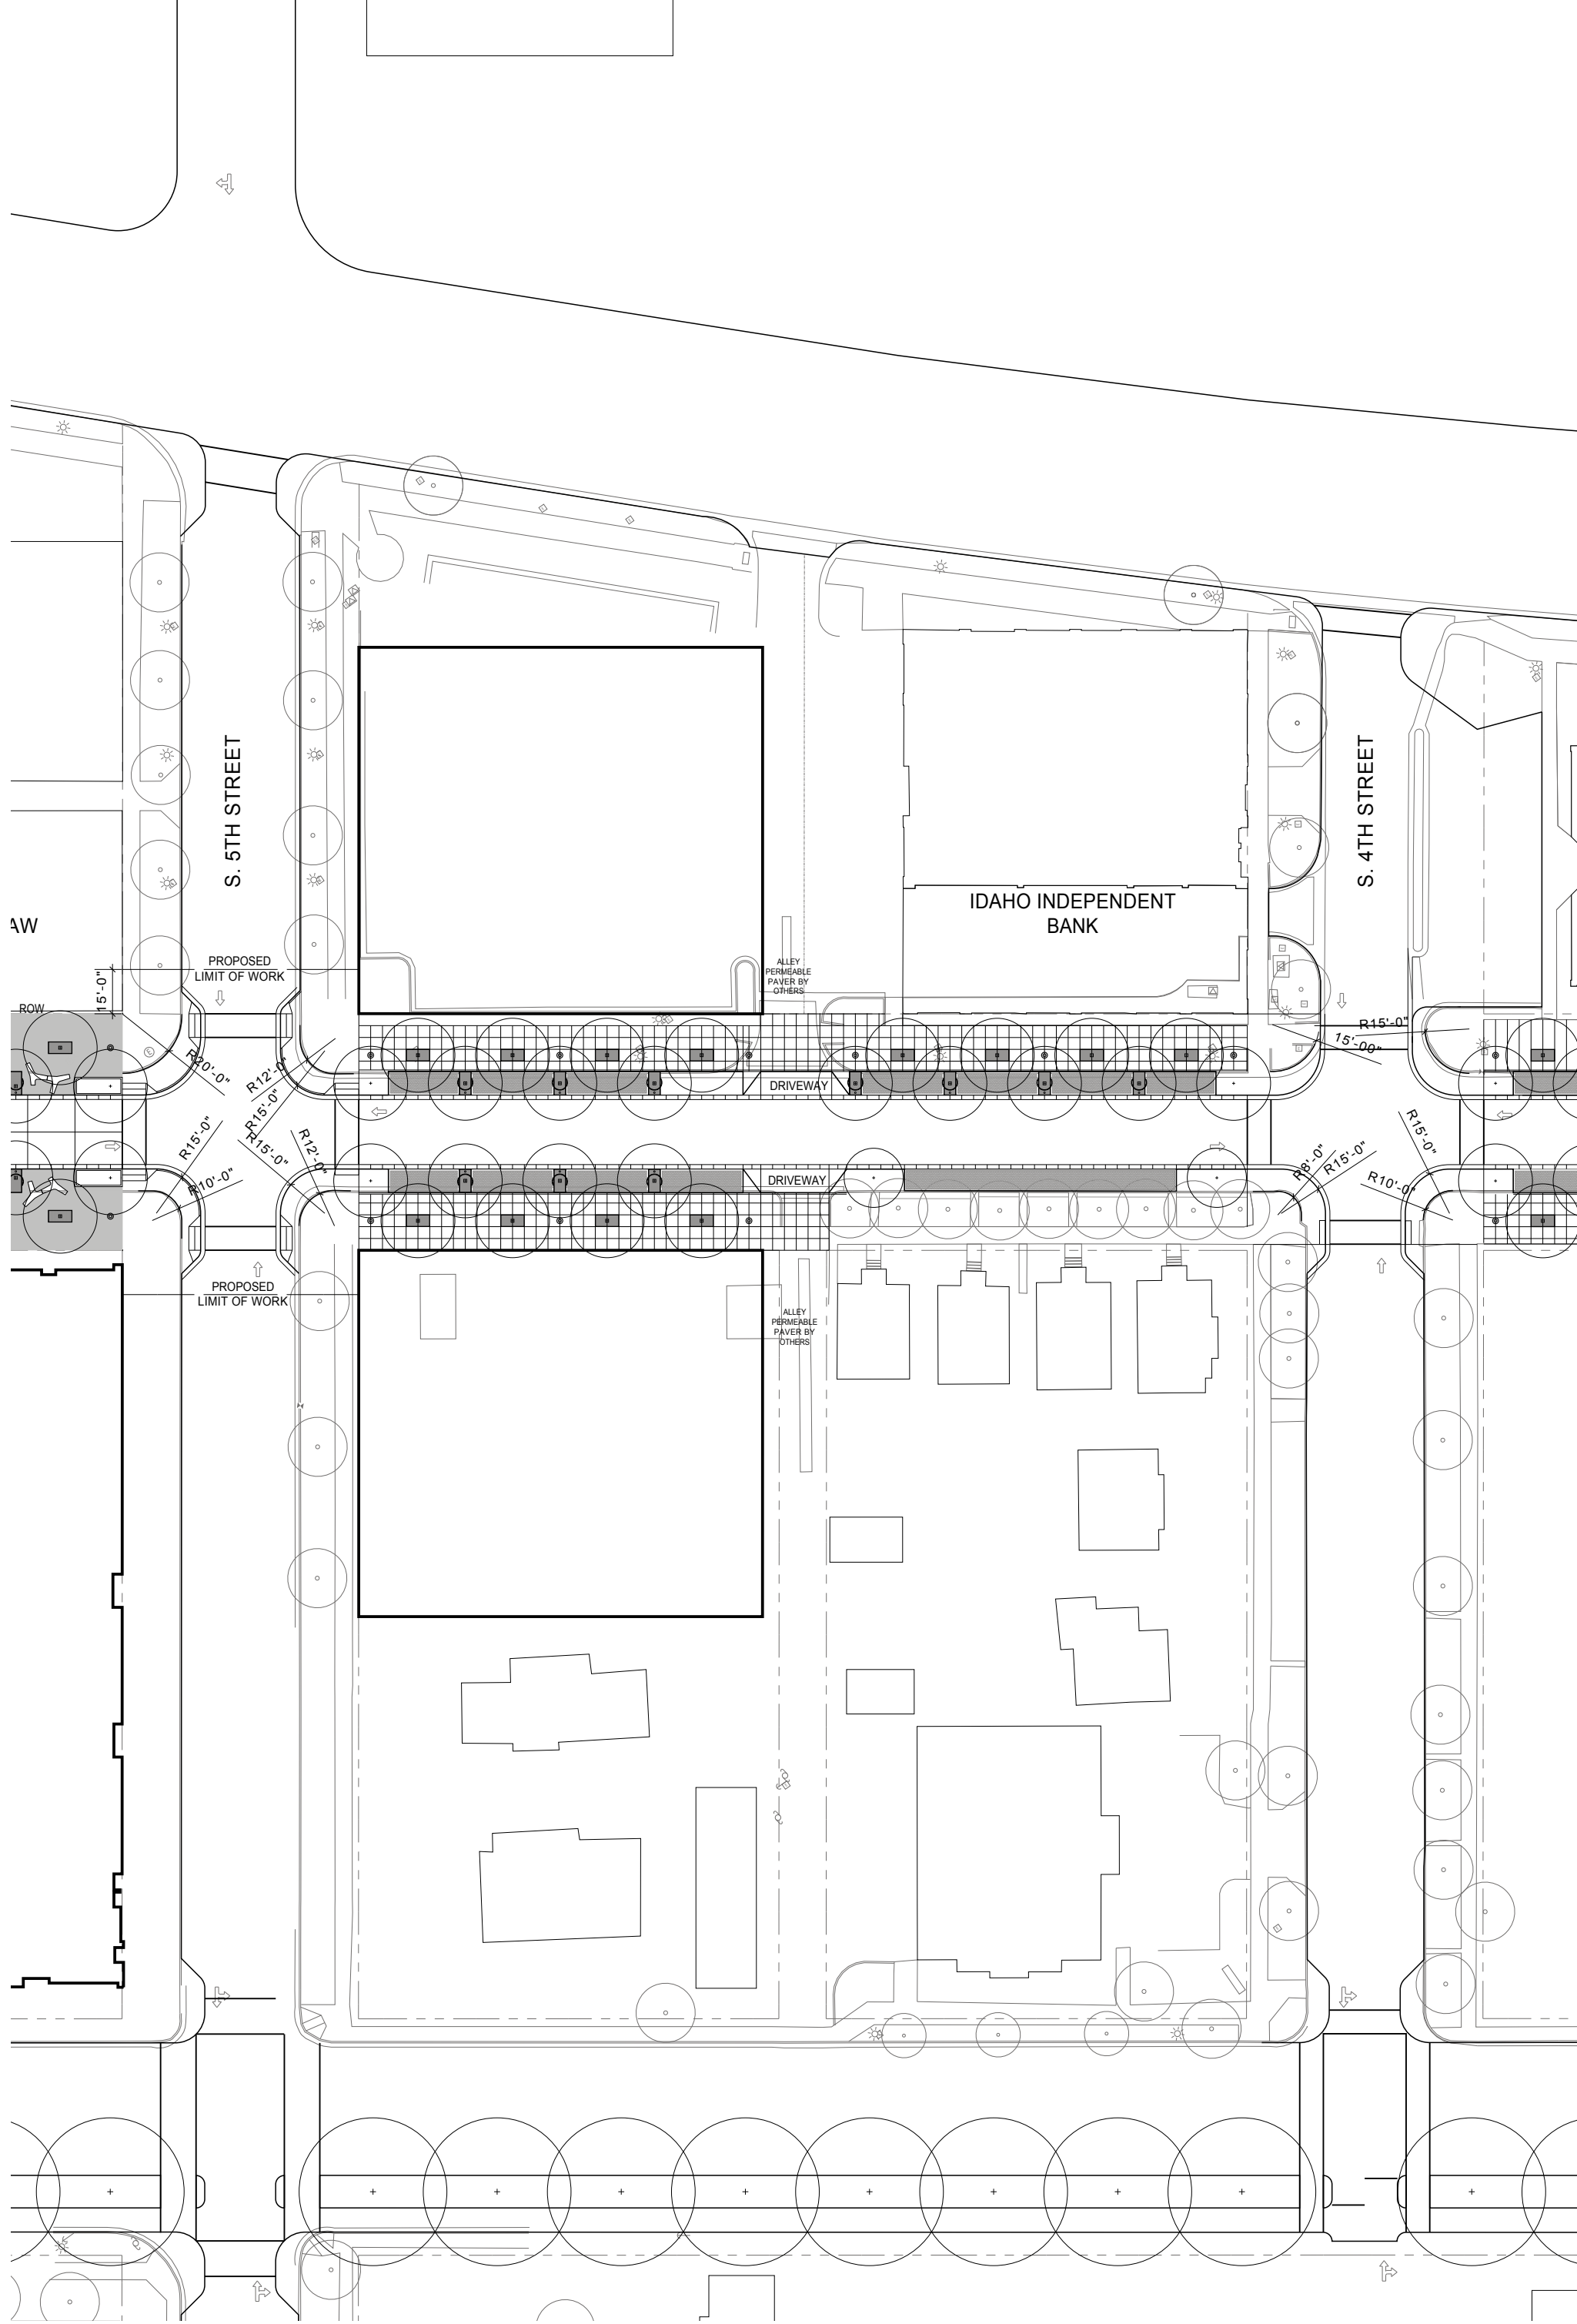 S. 5TH STREET
S. 4TH STREET
IDAHO INDEPENDENT
BANK
AW
PROPOSED
LIMIT OF WORK
ALLEY
PERMEABLE
PAVER BY
OTHERS
15'-0"
ROW
R15'-0"
15'-00"
R20'-0"
R12'-0"
R15'-0"
DRIVEWAY
R15'-0"
R15'-0"
R12'-0"
R10'-0"
DRIVEWAY
R8'-0"
R15'-0"
R15'-0"
R10'-0"
PROPOSED
LIMIT OF WORK
ALLEY
PERMEABLE
PAVER BY
OTHERS